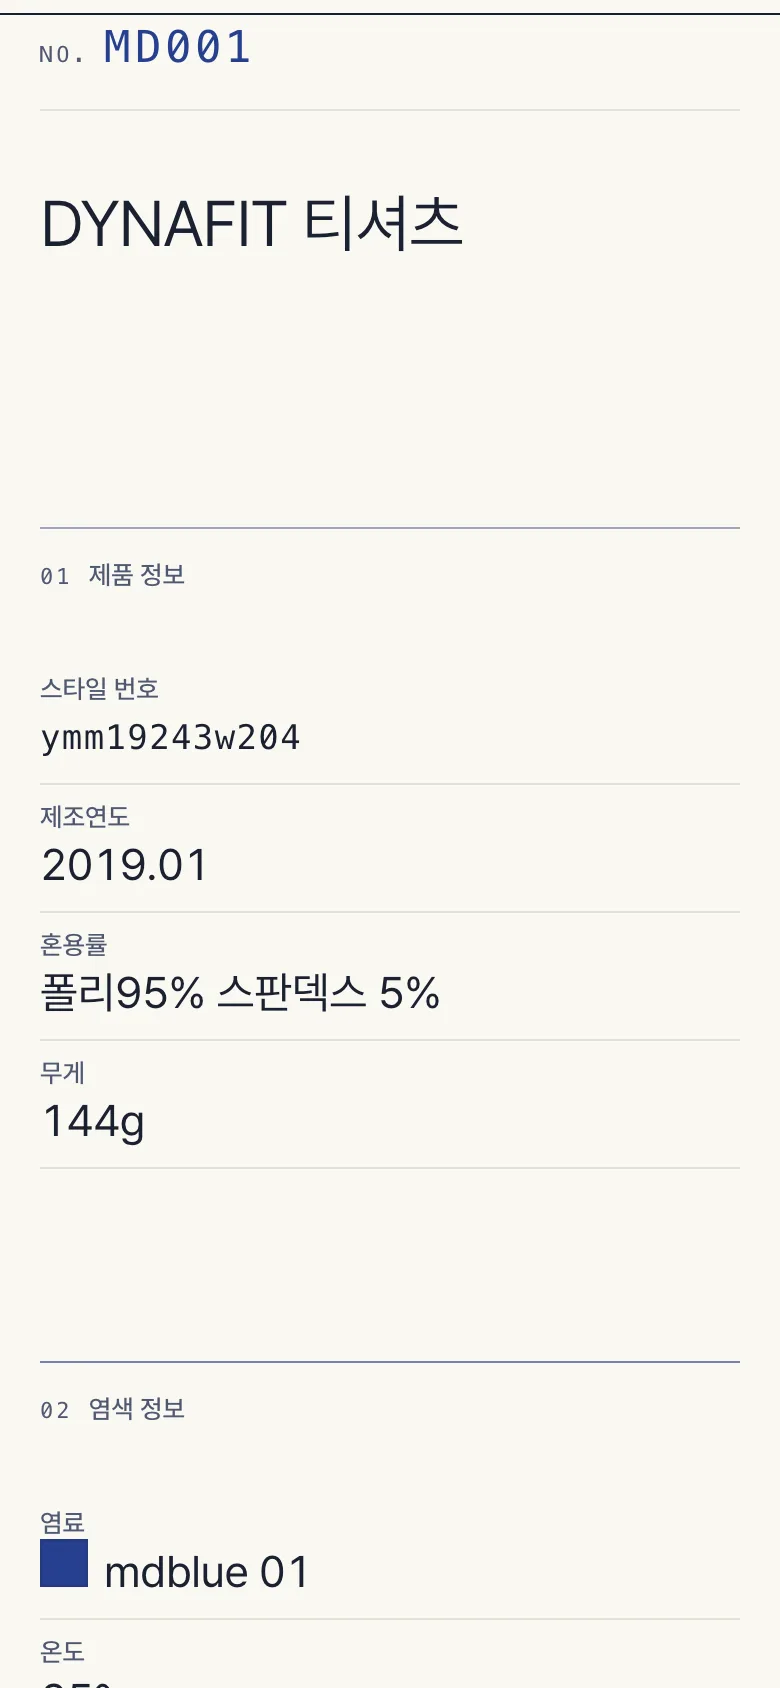 NO. MD001
DYNAFIT 티셔츠
01 제품 정보
스타일 번호
ymm19243w204
제조연도
2019.01
혼용률
폴리95% 스판덱스 5%
무게
144g
02 염색 정보
염료
mdblue 01
온도